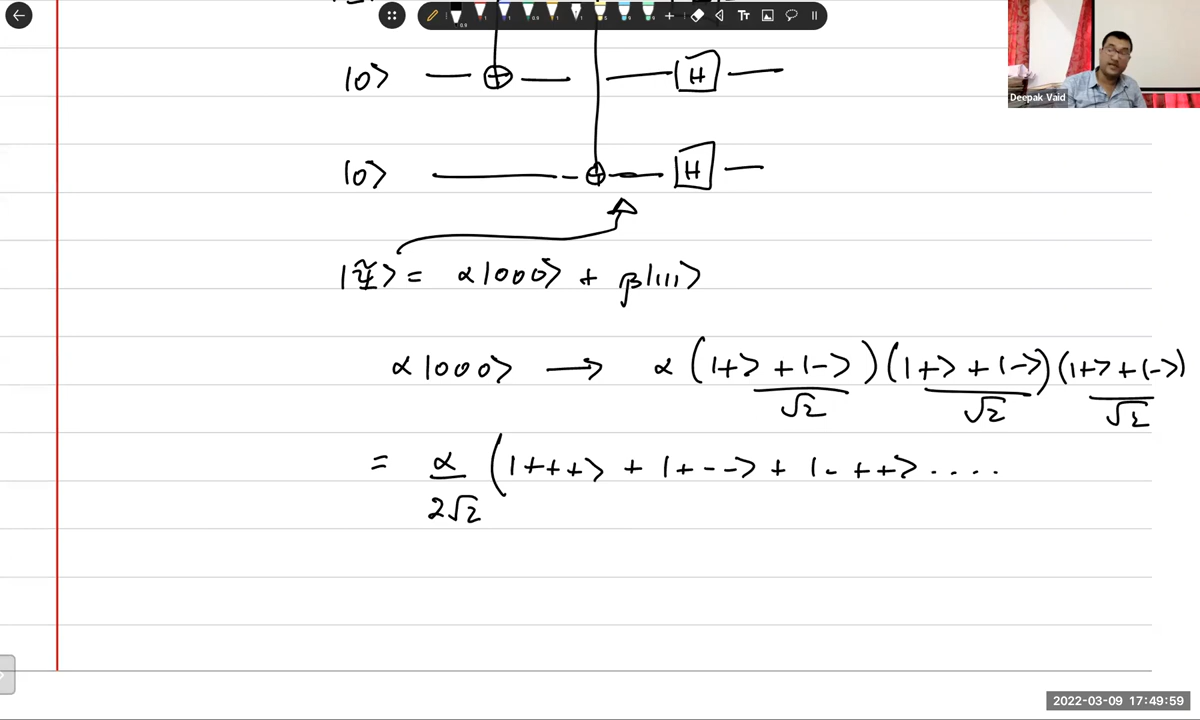 Deepak Vaid
|0⟩ H
|0⟩ H
|Ψ̃⟩ = α|000⟩ + β|111⟩
α|000⟩ → α (|+⟩ + |-⟩)/√2 (|+⟩ + |-⟩)/√2 (|+⟩ + |-⟩)/√2
= α/2√2 (|+++⟩ + |+--⟩ + |-++⟩ ....
2022-03-09 17:49:59